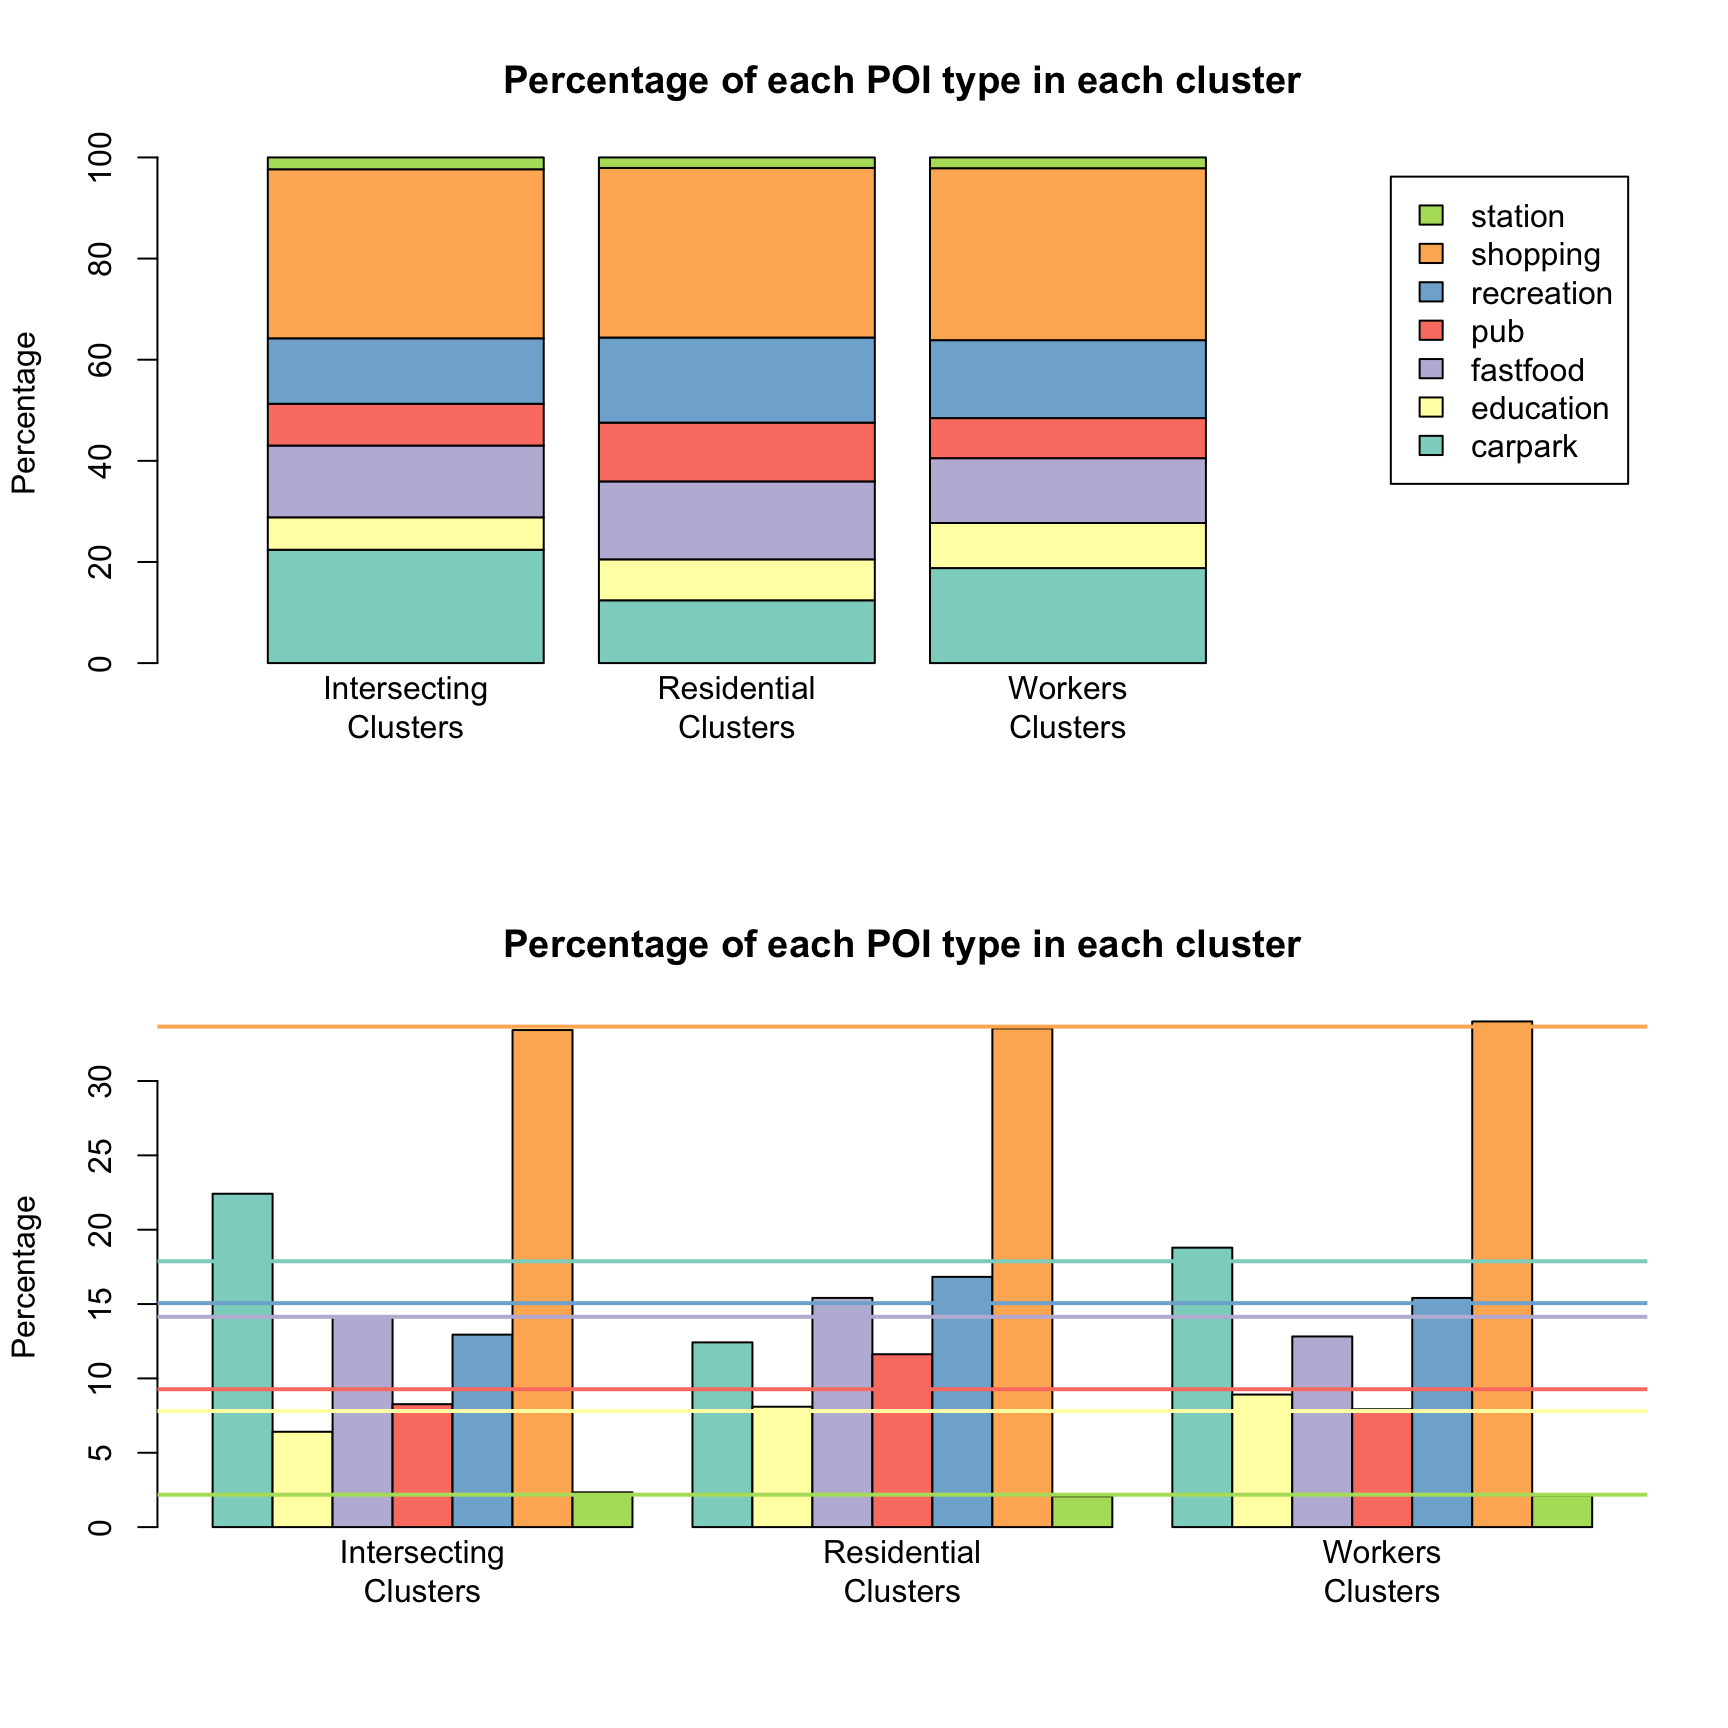 Percentage of each POI type in each cluster
Percentage
0
20
40
60
80
100
Intersecting
Clusters
Residential
Clusters
Workers
Clusters
station
shopping
recreation
pub
fastfood
education
carpark
Percentage of each POI type in each cluster
Percentage
0
5
10
15
20
25
30
Intersecting
Clusters
Residential
Clusters
Workers
Clusters